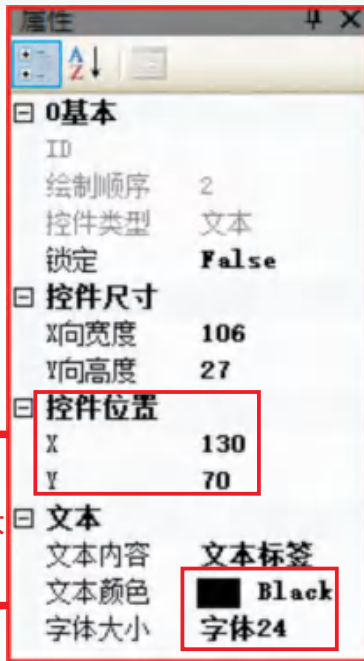 属性
0基本
ID
绘制顺序 2
控件类型 文本
锁定 False
控件尺寸
X向宽度 106
Y向高度 27
控件位置
X 130
Y 70
文本
文本内容 文本标签
文本颜色 Black
字体大小 字体24